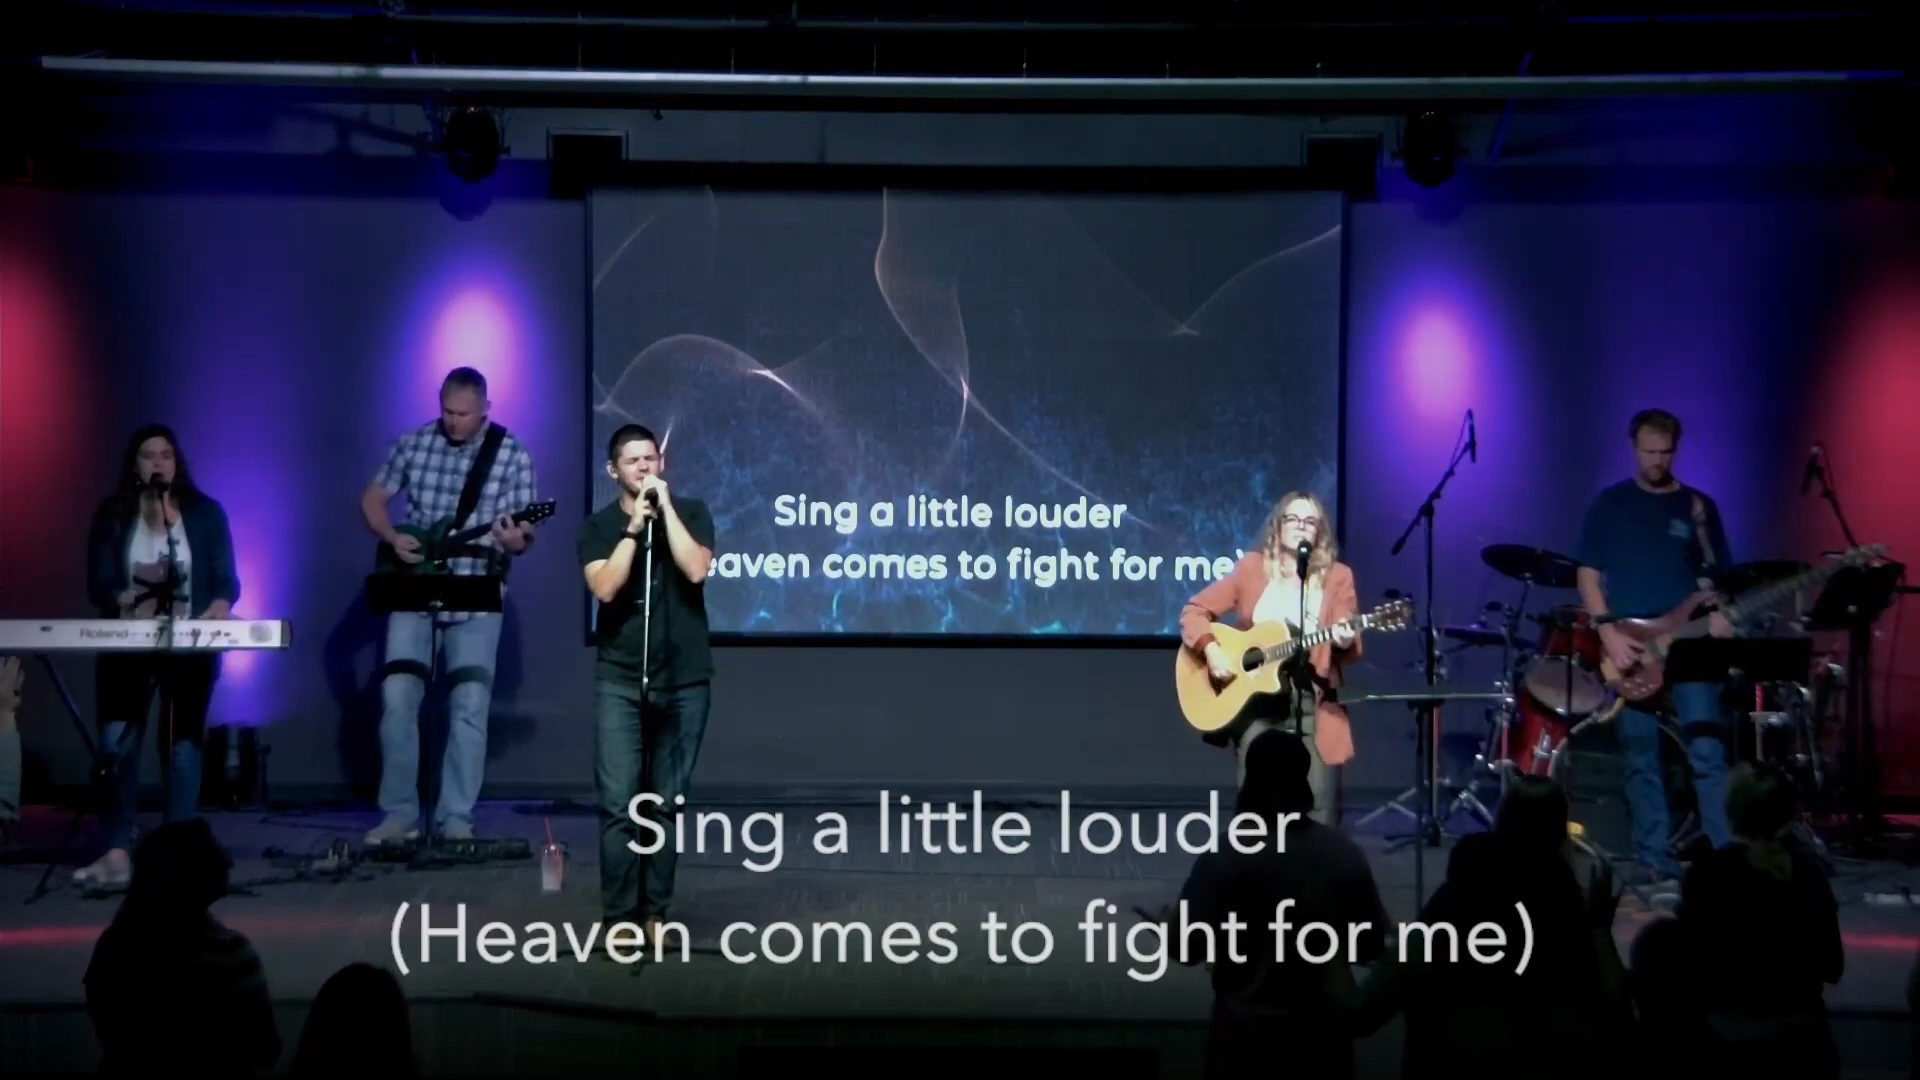 Sing a little louder
eaven comes to fight for me)
Roland
Sing a little louder
(Heaven comes to fight for me)